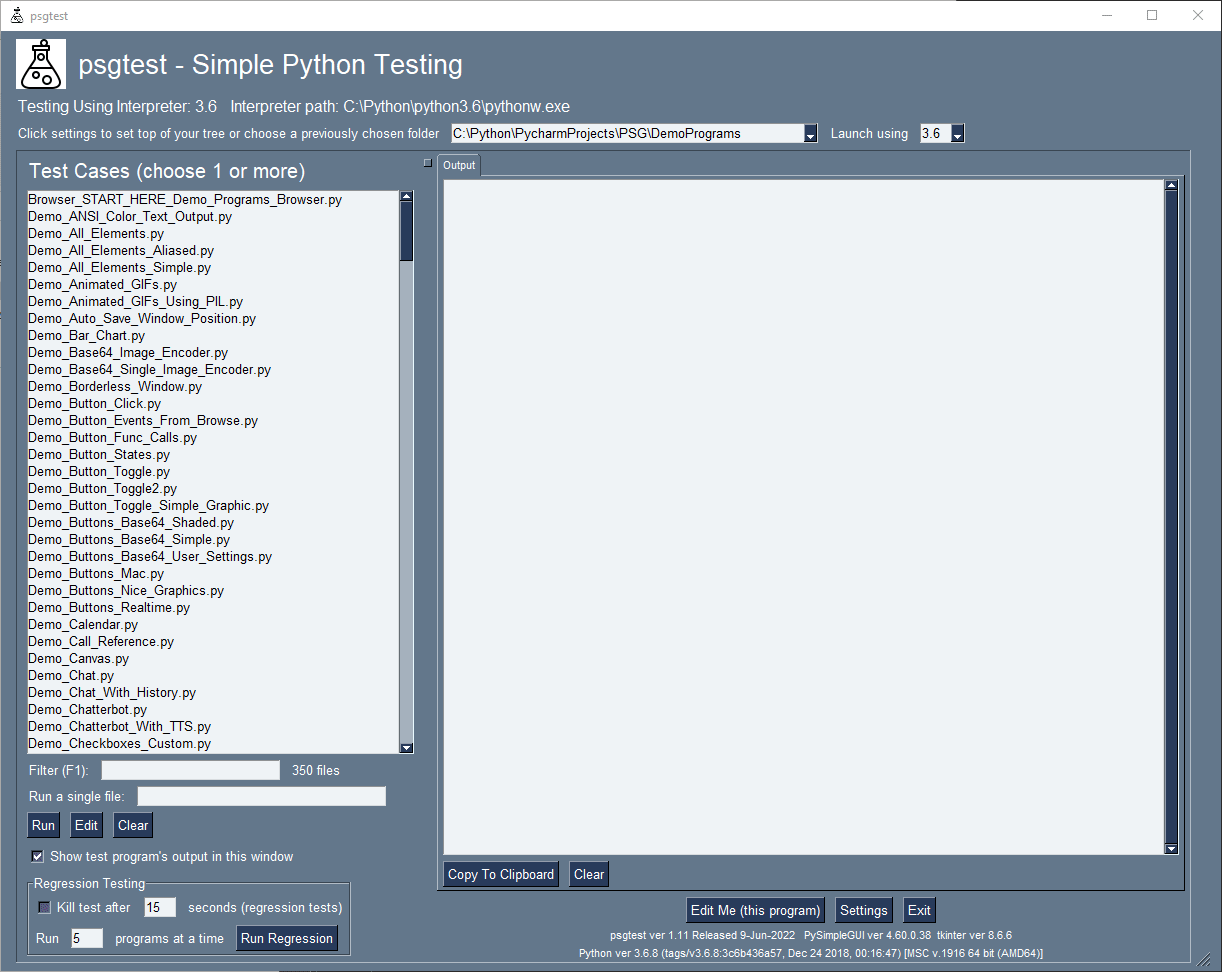 psgtest
psgtest - Simple Python Testing
Testing Using Interpreter: 3.6 Interpreter path: C:\Python\python3.6\pythonw.exe
Click settings to set top of your tree or choose a previously chosen folder C:\Python\PycharmProjects\PSG\DemoPrograms Launch using 3.6
Test Cases (choose 1 or more)
Browser_START_HERE_Demo_Programs_Browser.py
Demo_ANSI_Color_Text_Output.py
Demo_All_Elements.py
Demo_All_Elements_Aliased.py
Demo_All_Elements_Simple.py
Demo_Animated_GIFs.py
Demo_Animated_GIFs_Using_PIL.py
Demo_Auto_Save_Window_Position.py
Demo_Bar_Chart.py
Demo_Base64_Image_Encoder.py
Demo_Base64_Single_Image_Encoder.py
Demo_Borderless_Window.py
Demo_Button_Click.py
Demo_Button_Events_From_Browse.py
Demo_Button_Func_Calls.py
Demo_Button_States.py
Demo_Button_Toggle.py
Demo_Button_Toggle2.py
Demo_Button_Toggle_Simple_Graphic.py
Demo_Buttons_Base64_Shaded.py
Demo_Buttons_Base64_Simple.py
Demo_Buttons_Base64_User_Settings.py
Demo_Buttons_Mac.py
Demo_Buttons_Nice_Graphics.py
Demo_Buttons_Realtime.py
Demo_Calendar.py
Demo_Call_Reference.py
Demo_Canvas.py
Demo_Chat.py
Demo_Chat_With_History.py
Demo_Chatterbot.py
Demo_Chatterbot_With_TTS.py
Demo_Checkboxes_Custom.py
Filter (F1): 350 files
Run a single file:
Run Edit Clear
Show test program's output in this window
Regression Testing
Kill test after 15 seconds (regression tests)
Run 5 programs at a time Run Regression
Output
Copy To Clipboard Clear
Edit Me (this program) Settings Exit
psgtest ver 1.11 Released 9-Jun-2022 PySimpleGUI ver 4.60.0.38 tkinter ver 8.6.6
Python ver 3.6.8 (tags/v3.6.8:3c6b436a57, Dec 24 2018, 00:16:47) [MSC v.1916 64 bit (AMD64)]